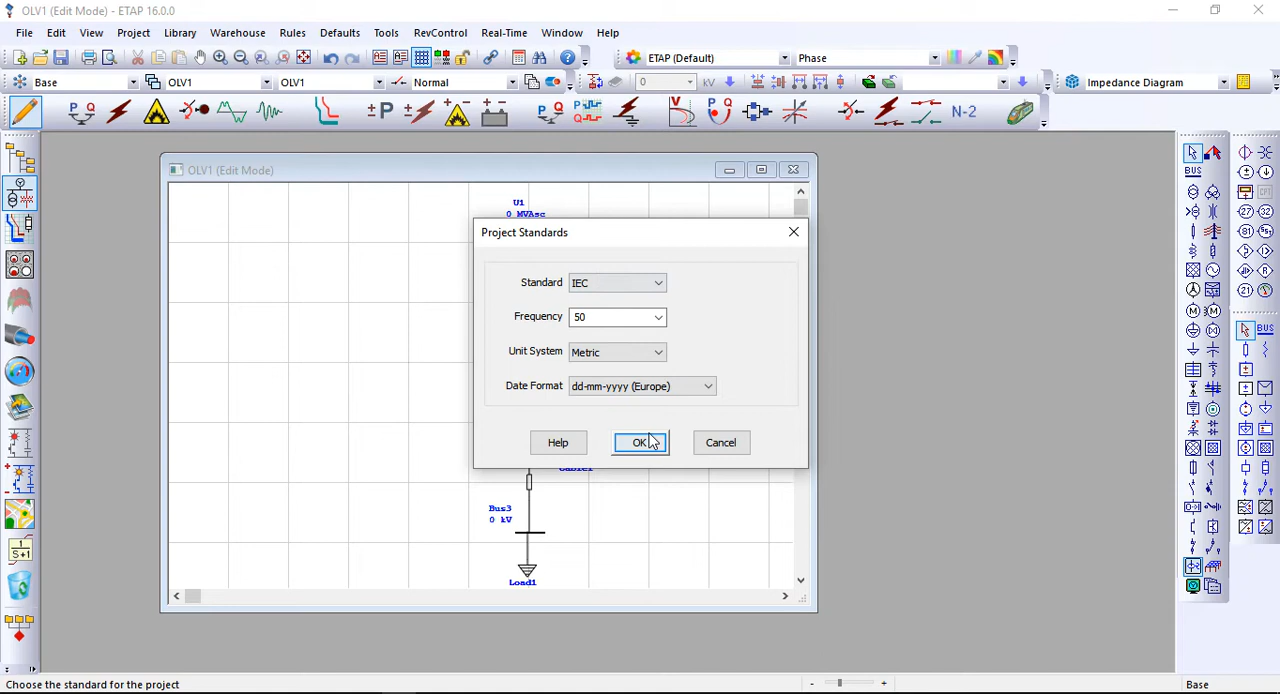 OLV1 (Edit Mode) - ETAP 16.0.0
File Edit View Project Library Warehouse Rules Defaults Tools RevControl Real-Time Window Help
ETAP (Default) Phase
Base OLV1 OLV1 Normal 0 kV Impedance Diagram
N-2
OLV1 (Edit Mode)
U1
0 MVAsc
Project Standards
Standard IEC
Frequency 50
Unit System Metric
Date Format dd-mm-yyyy (Europe)
Help OK Cancel
Bus3
0 kV
Load1
BUS
BUS
Choose the standard for the project
- +
Base